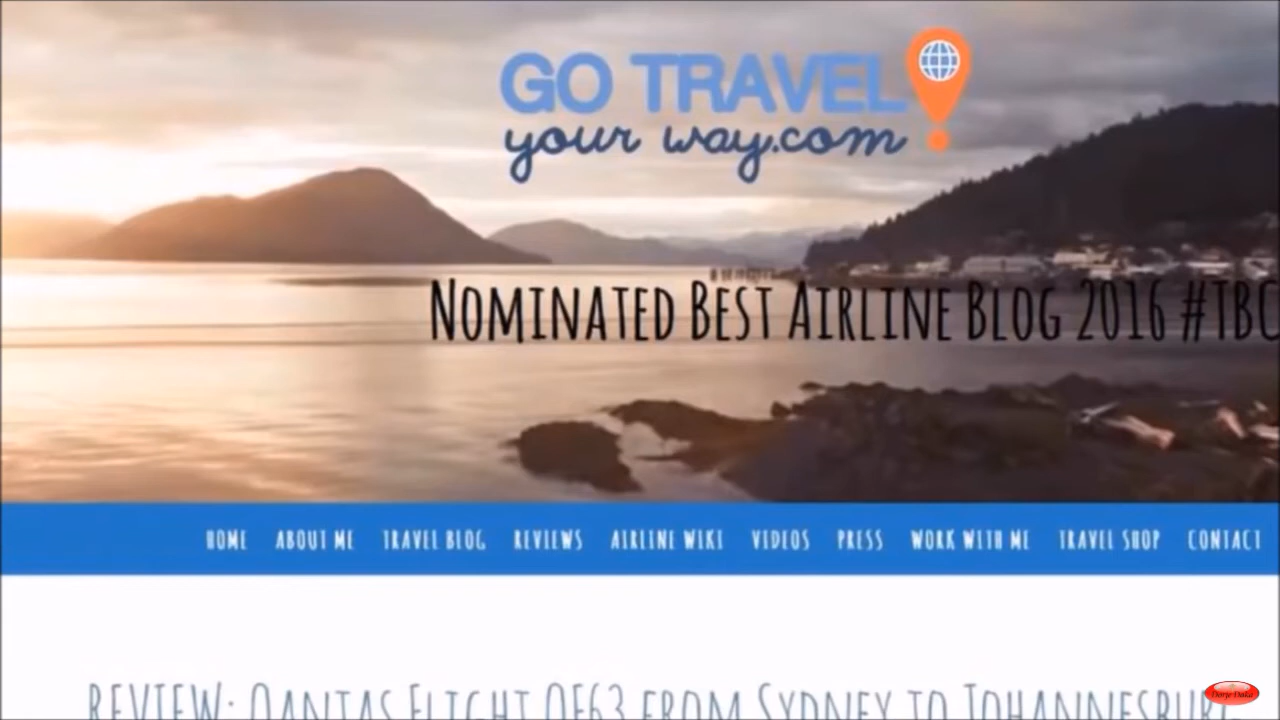 GO TRAVEL
your way.com
NOMINATED BEST AIRLINE BLOG 2016 #TBC
HOME ABOUT ME TRAVEL BLOG REVIEWS AIRLINE WIKI VIDEOS PRESS WORK WITH ME TRAVEL SHOP CONTACT
REVIEW: QANTAS FLIGHT QF63 FROM SYDNEY TO JOHANNESBURG